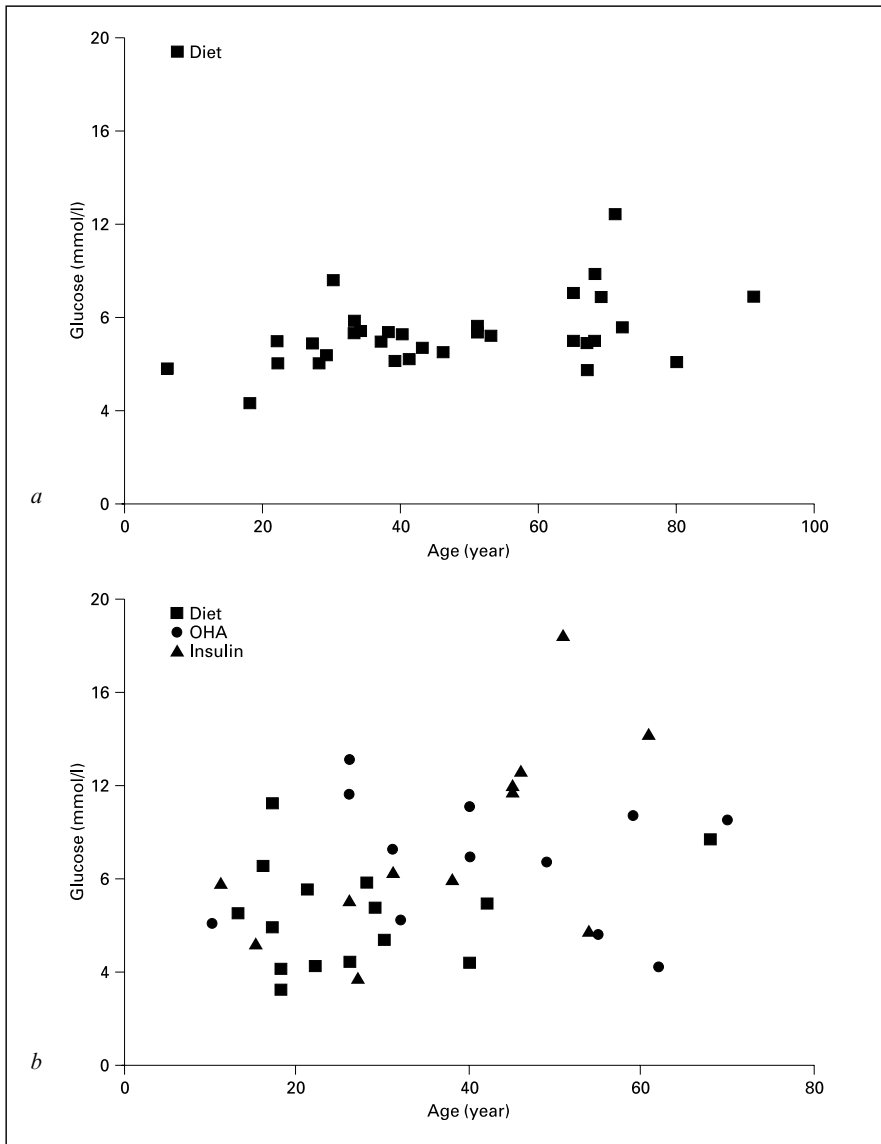 20
Diet
16
12
Glucose (mmol/l)
6
4
a
0
0 20 40 60 80 100
Age (year)
20
Diet
OHA
Insulin
16
12
Glucose (mmol/l)
6
4
b
0
0 20 40 60 80
Age (year)